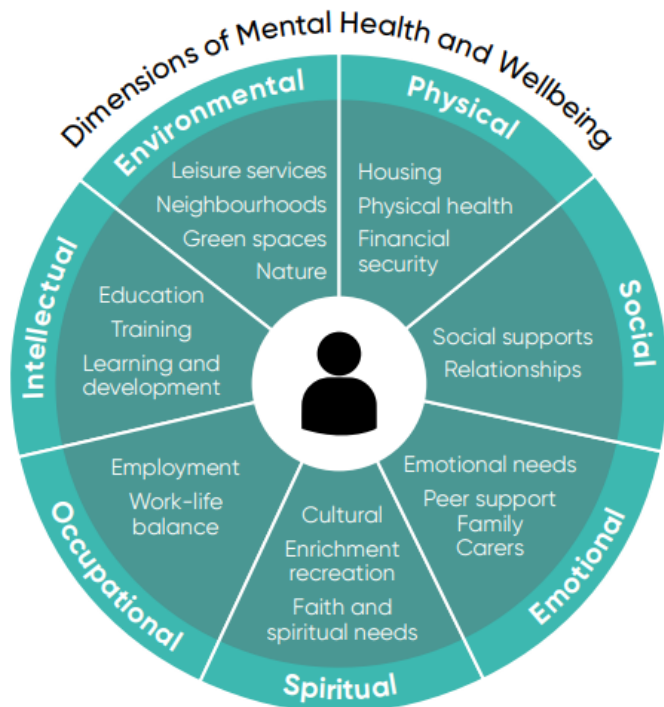 Dimensions of Mental Health and Wellbeing
Physical
Housing
Physical health
Financial
security
Social
Social supports
Relationships
Emotional
Emotional needs
Peer support
Family
Carers
Spiritual
Cultural
Enrichment
recreation
Faith and
spiritual needs
Occupational
Employment
Work-life
balance
Intellectual
Education
Training
Learning and
development
Environmental
Leisure services
Neighbourhoods
Green spaces
Nature